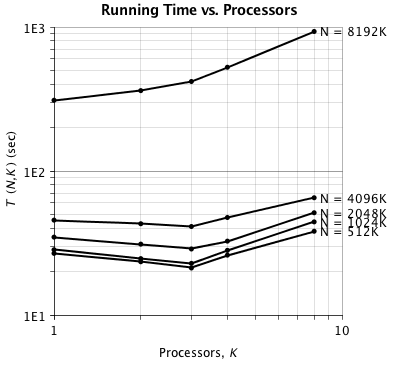 Running Time vs. Processors
1E3
N = 8192K
T (N,K) (sec)
1E2
N = 4096K
N = 2048K
N = 1024K
N = 512K
1E1
1
10
Processors, K